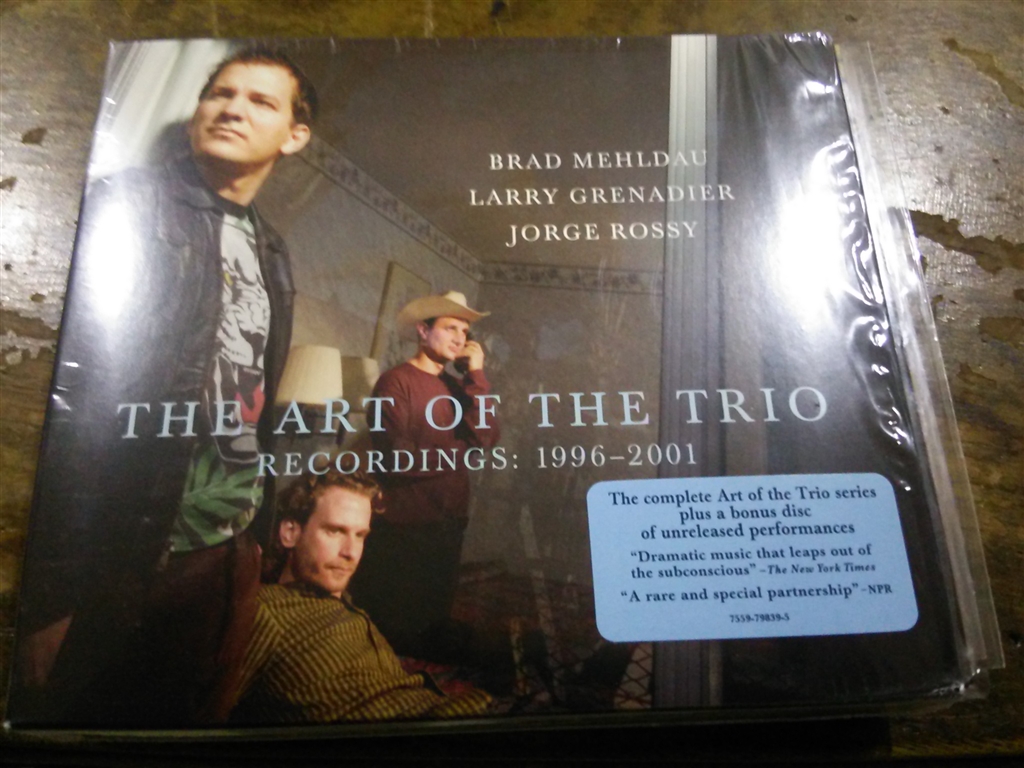 BRAD MEHLDAU
LARRY GRENADIER
JORGE ROSSY
THE ART OF THE TRIO
RECORDINGS: 1996–2001
The complete Art of the Trio series
plus a bonus disc
of unreleased performances
“Dramatic music that leaps out of
the subconscious” –The New York Times
“A rare and special partnership” –NPR
7559-79839-5